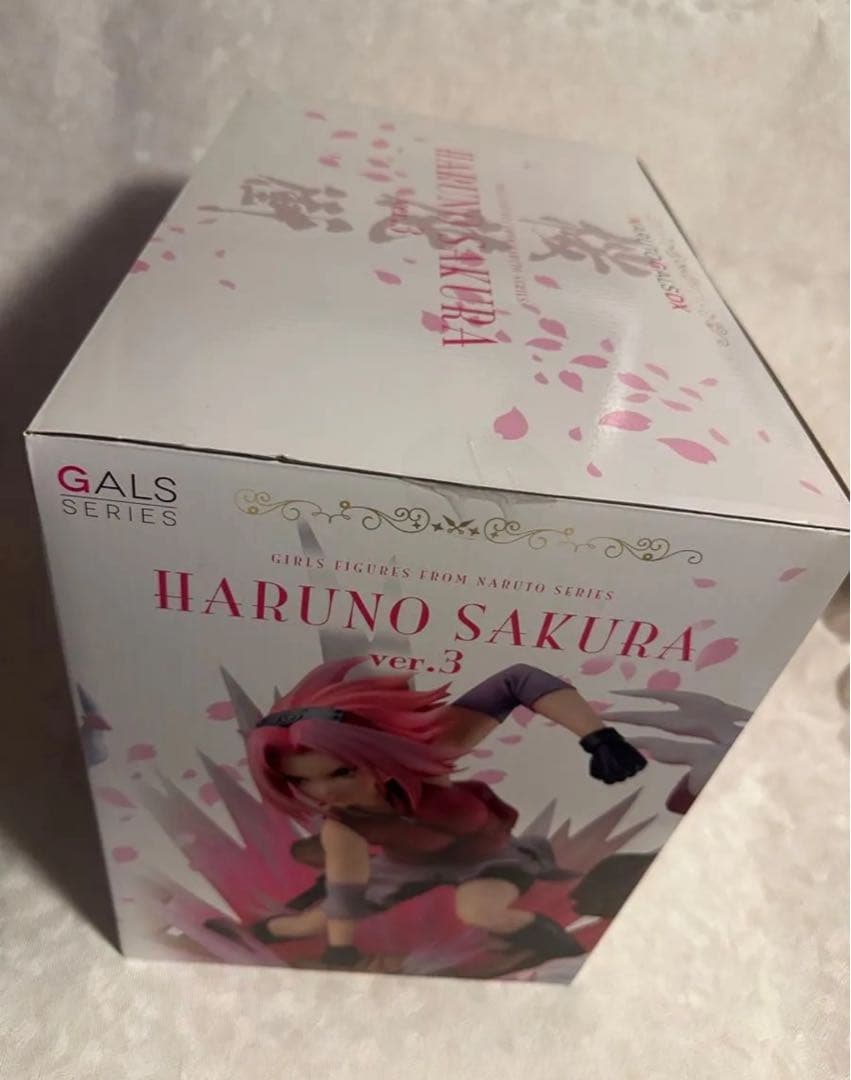 HARUNO SAKURA
GALS
SERIES
GIRLS FIGURES FROM NARUTO SERIES
HARUNO SAKURA
ver.3